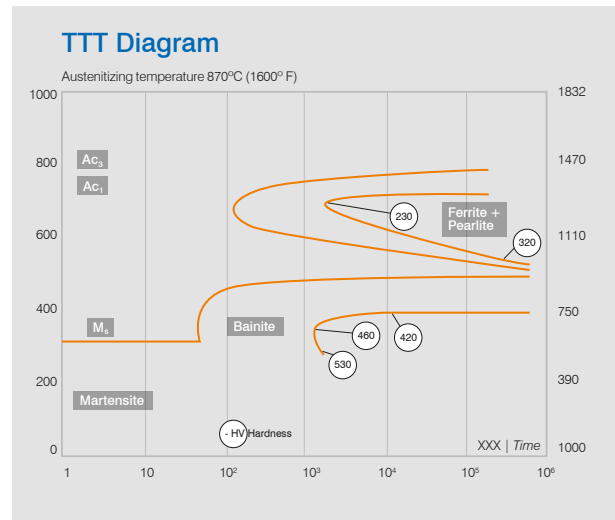 TTT Diagram
Austenitizing temperature 870°C (1600° F)
1000
1832
800
Ac₃
1470
Ac₁
230
Ferrite +
Pearlite
600
1110
320
400
750
Mₛ
Bainite
460
420
530
200
390
Martensite
- HV Hardness
XXX | Time
0
1000
1
10
10²
10³
10⁴
10⁵
10⁶